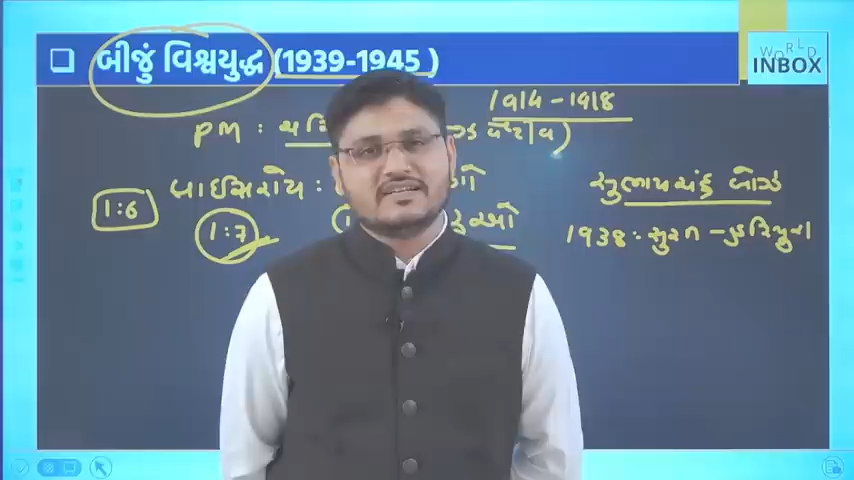 બીજું વિશ્વયુદ્ધ (1939-1945)
WORLD
INBOX
1914-1918
PM :
વાઇસરોય :
સુભાષચંદ્ર બોઝ
1:6
1:7
1938: સુરત - હરિપુરા